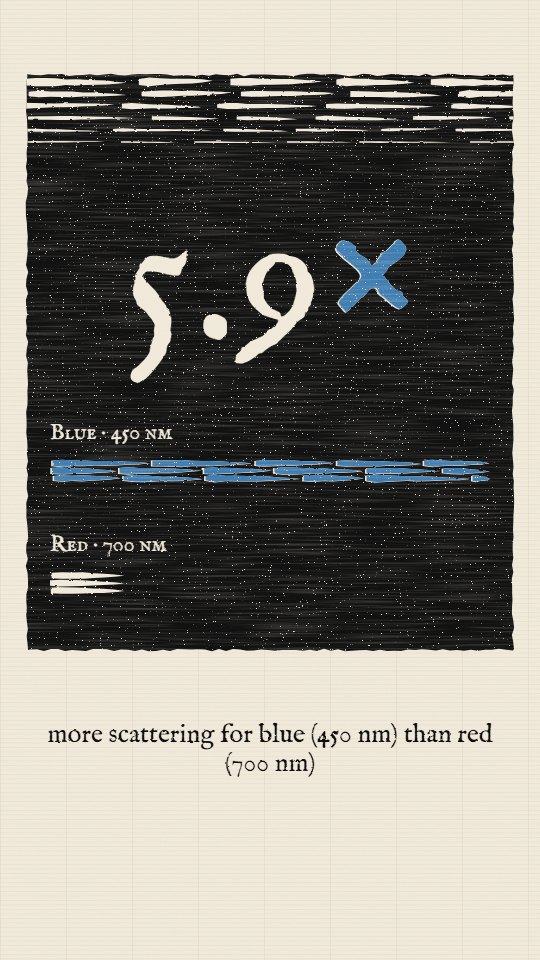 5.9×
Blue · 450 nm
Red · 700 nm
more scattering for blue (450 nm) than red
(700 nm)